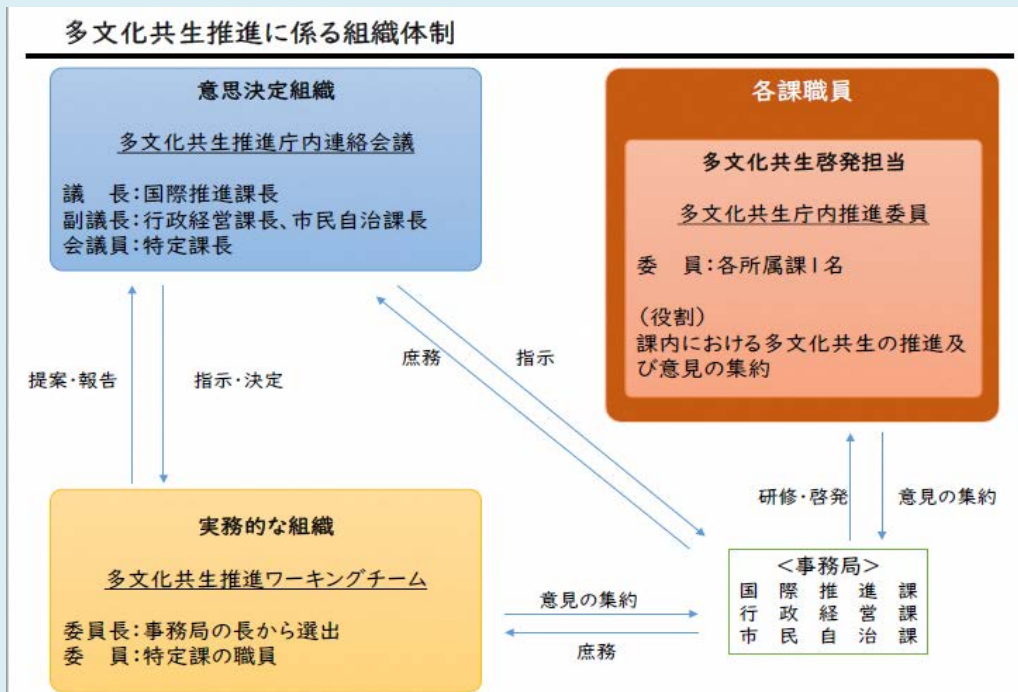 多文化共生推進に係る組織体制
意思決定組織
多文化共生推進庁内連絡会議
議　長：国際推進課長
副議長：行政経営課長、市民自治課長
会議員：特定課長
各課職員
多文化共生啓発担当
多文化共生庁内推進委員
委　員：各所属課1名
（役割）
課内における多文化共生の推進及
び意見の集約
提案・報告
指示・決定
庶務
指示
研修・啓発
意見の集約
実務的な組織
多文化共生推進ワーキングチーム
委員長：事務局の長から選出
委　員：特定課の職員
意見の集約
庶務
＜事務局＞
国際推進課
行政経営課
市民自治課